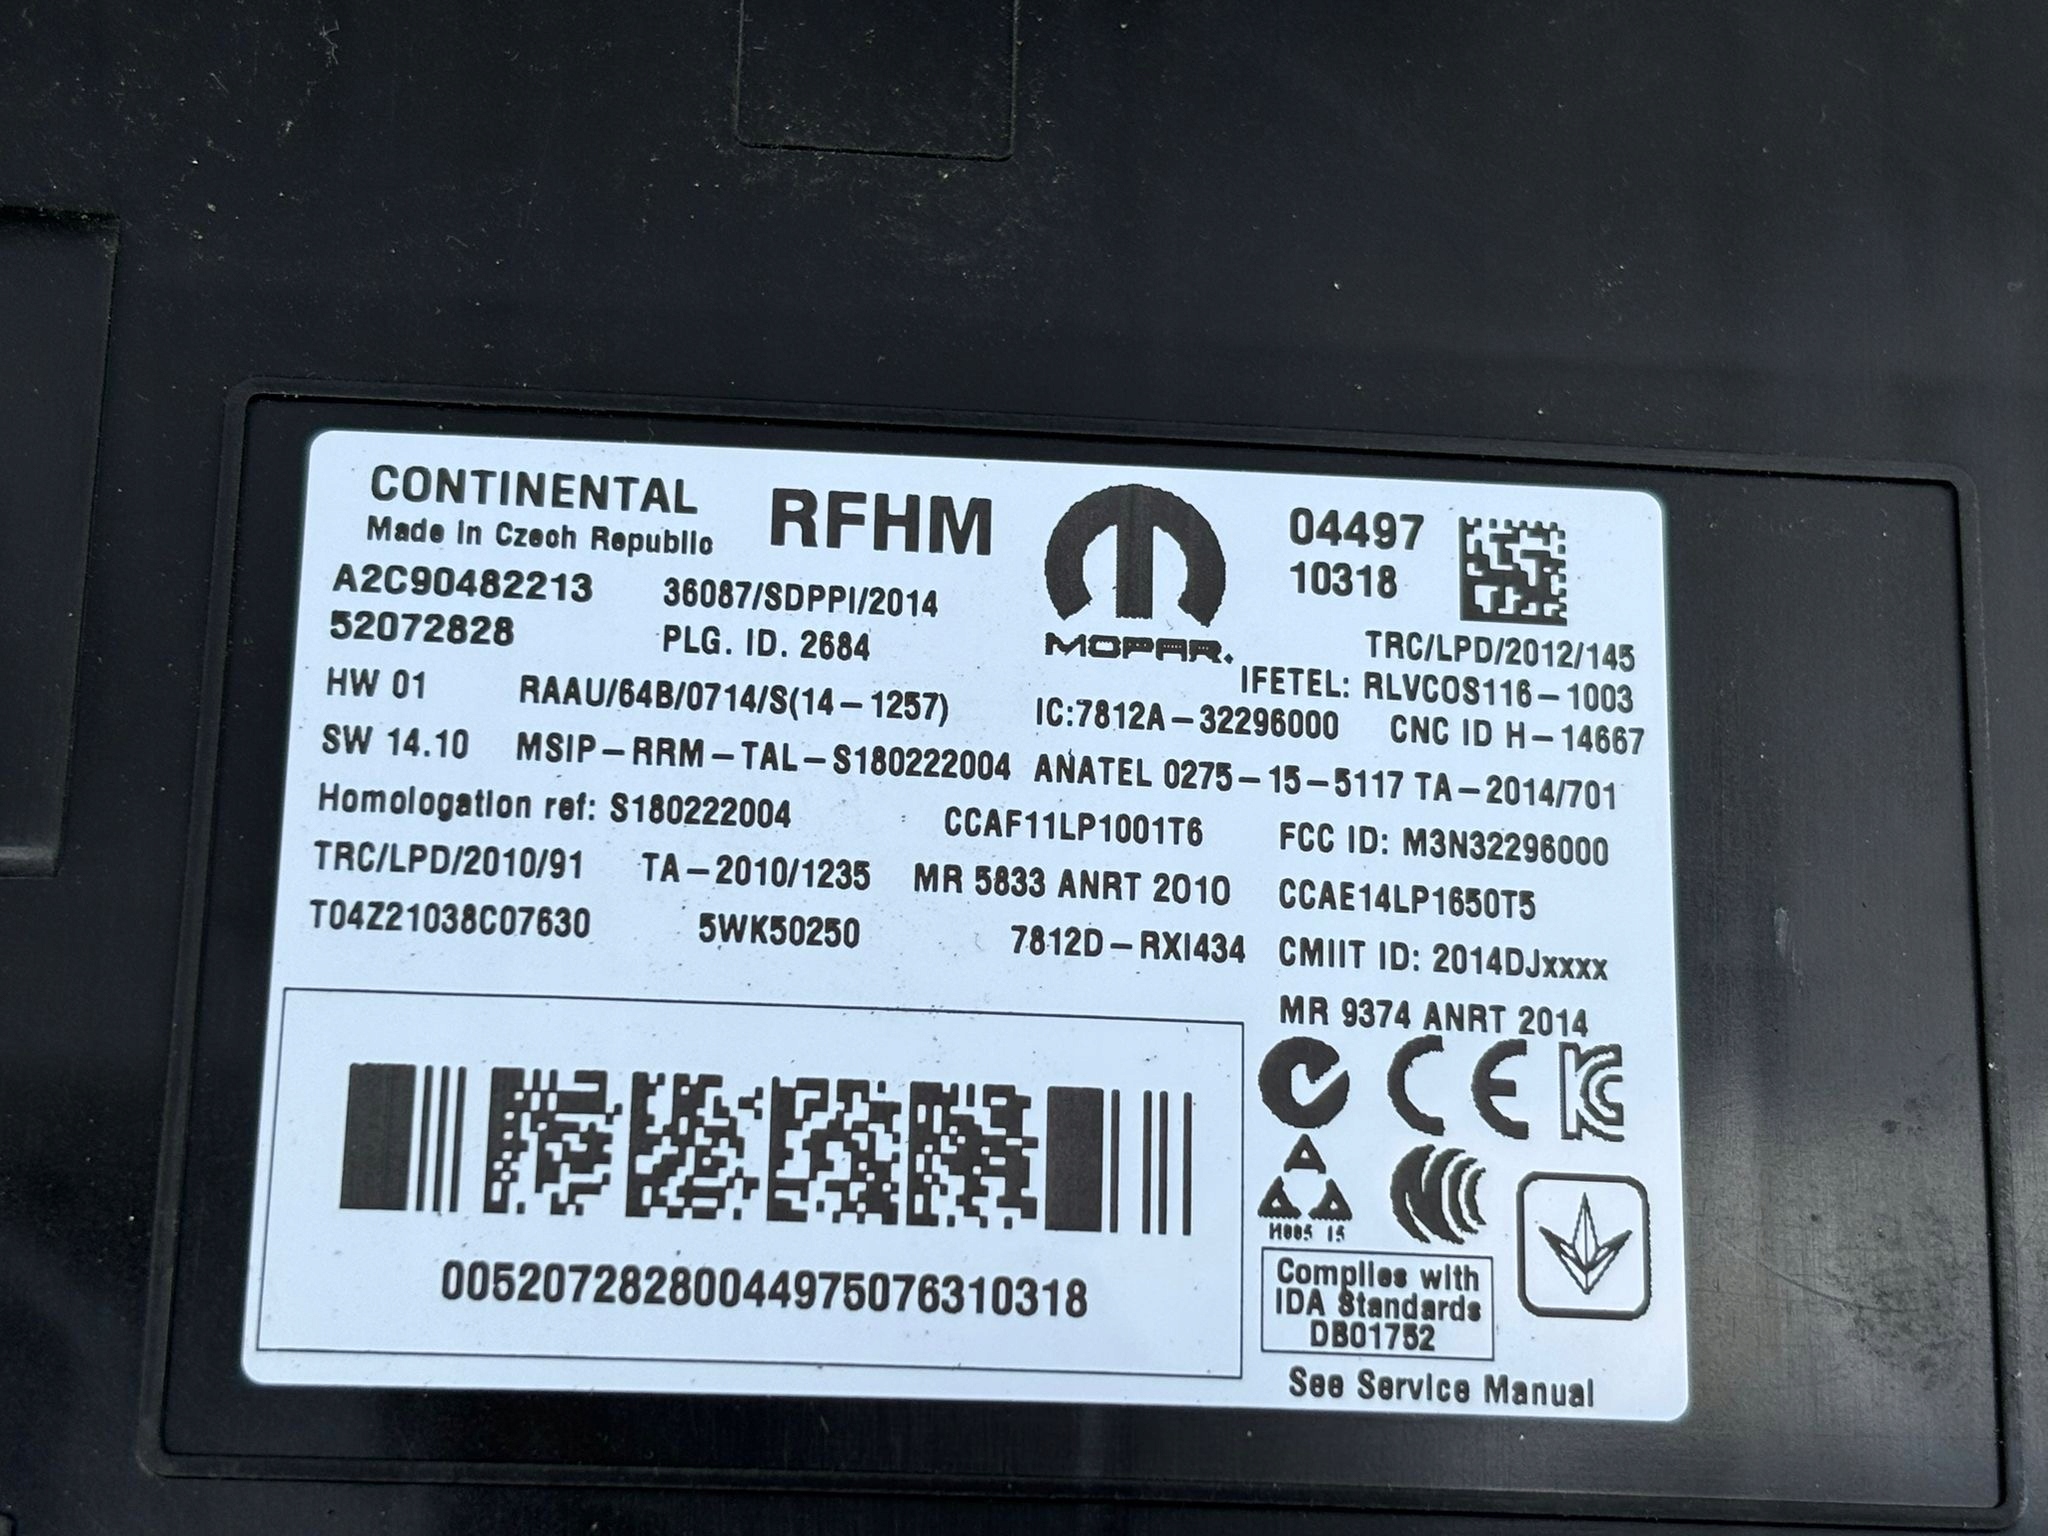 CONTINENTAL
Made in Czech Republic
RFHM
MOPAR.
04497
10318
A2C90482213
36087/SDPPI/2014
52072828
PLG. ID. 2684
TRC/LPD/2012/145
IFETEL: RLVCOS116-1003
HW 01 RAAU/64B/0714/S(14-1257) IC:7812A-32296000 CNC ID H-14667
SW 14.10 MSIP-RRM-TAL-S180222004 ANATEL 0275-15-5117 TA-2014/701
Homologation ref: S180222004 CCAF11LP1001T6 FCC ID: M3N32296000
TRC/LPD/2010/91 TA-2010/1235 MR 5833 ANRT 2010 CCAE14LP1650T5
T04Z21038C07630 5WK50250 7812D-RXI434 CMIIT ID: 2014DJxxxx
MR 9374 ANRT 2014
CE
0052072828004497507631​0318
15
Complies with
IDA Standards
DB01752
See Service Manual